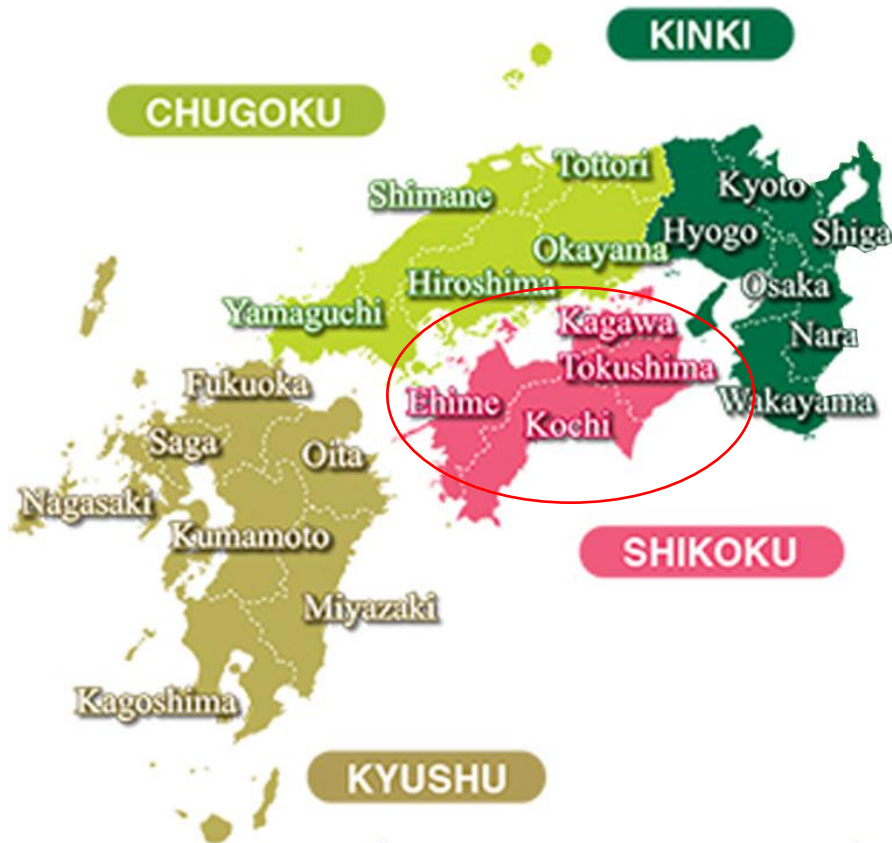 KINKI
CHUGOKU
Tottori
Kyoto
Shimane
Hyogo
Shiga
Okayama
Hiroshima
Osaka
Yamaguchi
Kagawa
Nara
Tokushima
Fukuoka
Ehime
Wakayama
Kochi
Saga
Oita
Nagasaki
Kumamoto
SHIKOKU
Miyazaki
Kagoshima
KYUSHU